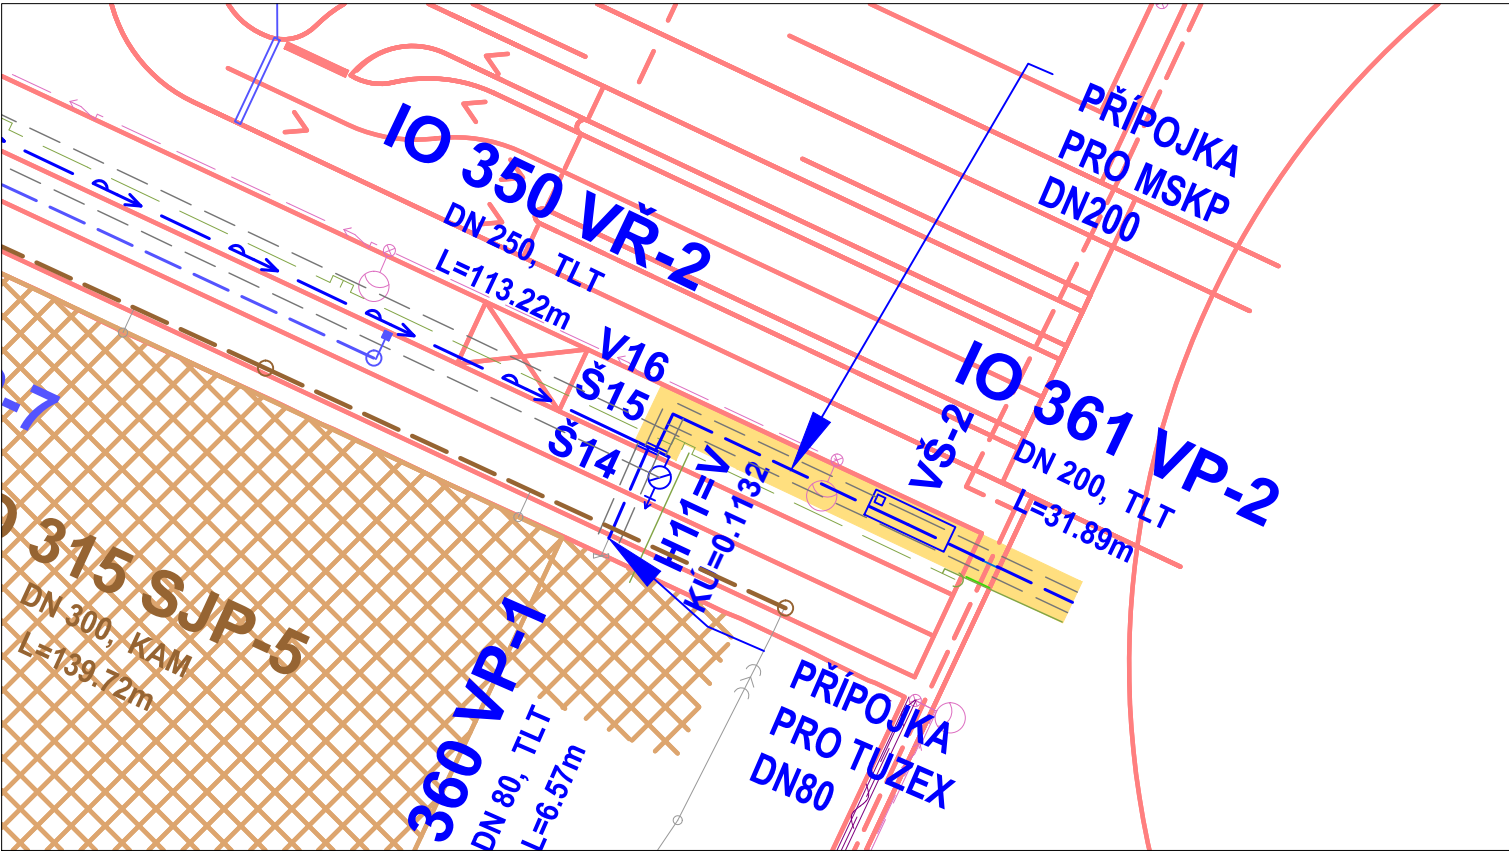 PŘÍPOJKA
PRO MSKP
DN200
IO 350 VŘ-2
DN 250, TLT
L=113.22m
V16
Š15
Š14
IO 361 VP-2
DN 200, TLT
L=31.89m
VŠ-2
H11=V
KÚ=0.1132
-7
315 SJP-5
DN 300, KAM
L=139.72m
360 VP-1
DN 80, TLT
L=6.57m
PŘÍPOJKA
PRO TUZEX
DN80